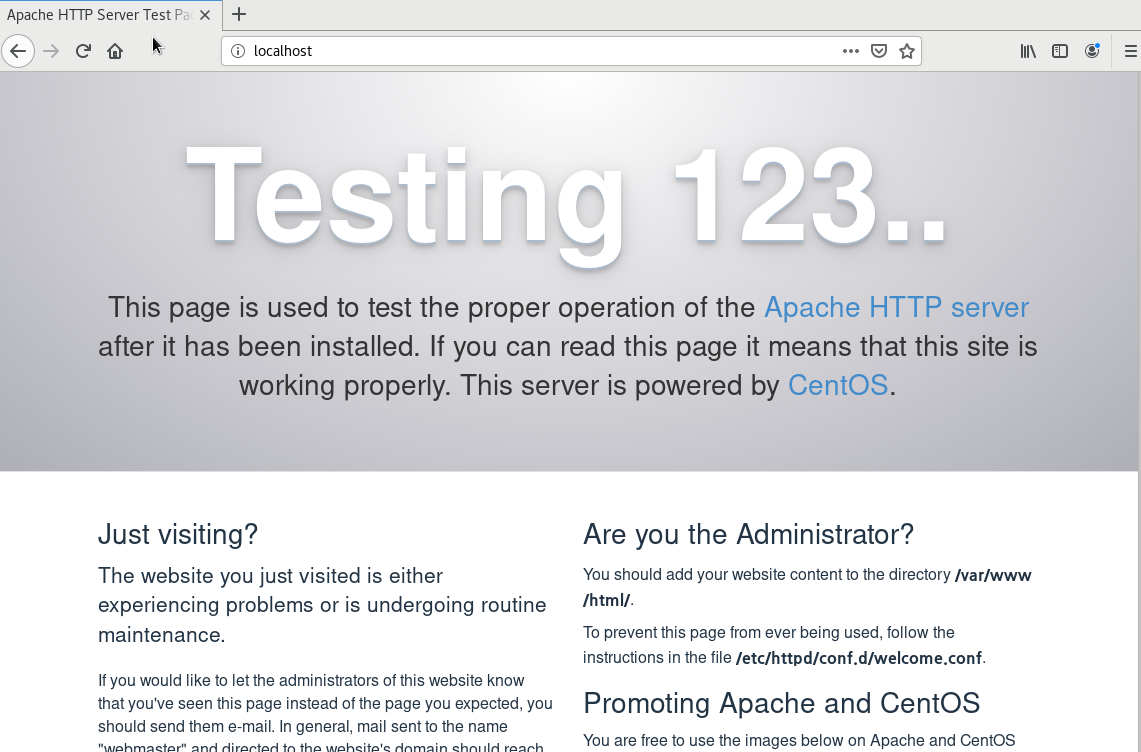 Apache HTTP Server Test Pa
localhost
Testing 123..
This page is used to test the proper operation of the Apache HTTP server
after it has been installed. If you can read this page it means that this site is
working properly. This server is powered by CentOS.
Just visiting?
The website you just visited is either
experiencing problems or is undergoing routine
maintenance.
If you would like to let the administrators of this website know
that you've seen this page instead of the page you expected, you
should send them e-mail. In general, mail sent to the name
"webmaster" and directed to the website's domain should reach
Are you the Administrator?
You should add your website content to the directory /var/www
/html/.
To prevent this page from ever being used, follow the
instructions in the file /etc/httpd/conf.d/welcome.conf.
Promoting Apache and CentOS
You are free to use the images below on Apache and CentOS